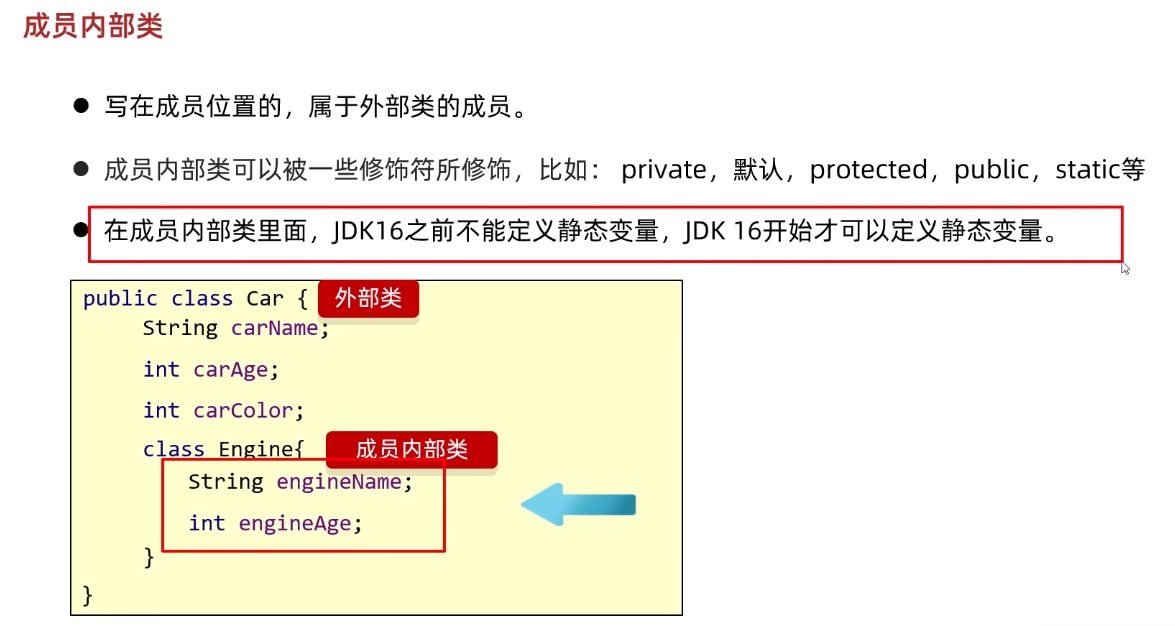 成员内部类
● 写在成员位置的，属于外部类的成员。
● 成员内部类可以被一些修饰符所修饰，比如： private，默认，protected，public，static等
● 在成员内部类里面，JDK16之前不能定义静态变量，JDK 16开始才可以定义静态变量。
public class Car { 外部类
String carName;
int carAge;
int carColor;
class Engine{ 成员内部类
String engineName;
int engineAge;
}
}